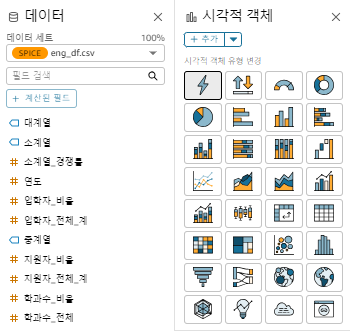 데이터
데이터 세트
100%
SPICE eng_df.csv
필드 검색
+ 계산된 필드
대계열
소계열
소계열_경쟁률
연도
입학자_비율
입학자_전체_계
중계열
지원자_비율
지원자_전체_계
학과수_비율
학과수_전체
시각적 객체
+ 추가
시각적 객체 유형 변경